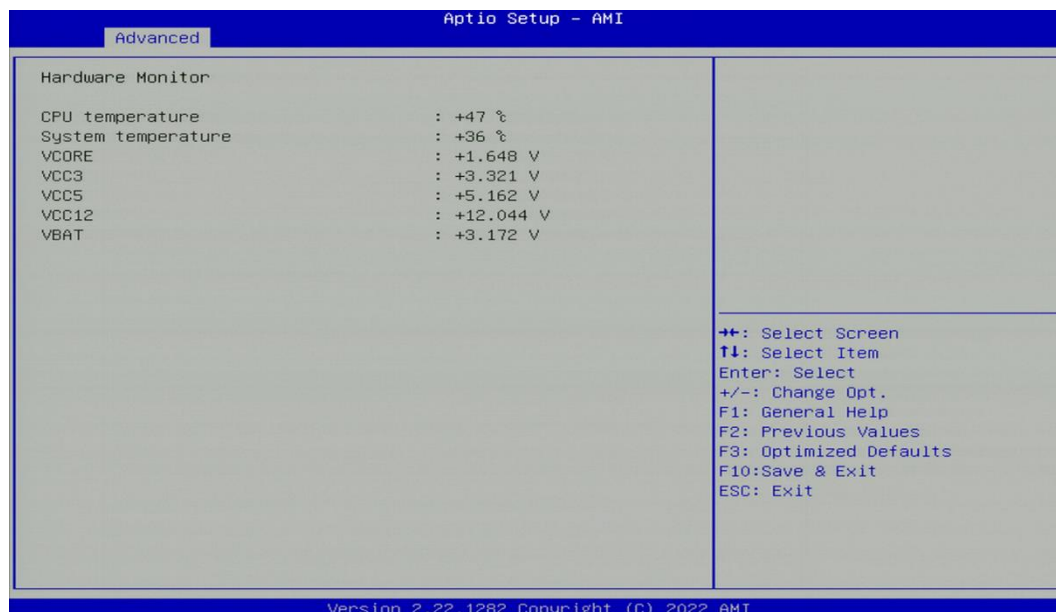 Aptio Setup – AMI
Advanced
Hardware Monitor
CPU temperature : +47 ℃
System temperature : +36 ℃
VCORE : +1.648 V
VCC3 : +3.321 V
VCC5 : +5.162 V
VCC12 : +12.044 V
VBAT : +3.172 V
→←: Select Screen
↑↓: Select Item
Enter: Select
+/-: Change Opt.
F1: General Help
F2: Previous Values
F3: Optimized Defaults
F10:Save & Exit
ESC: Exit
Version 2.22.1282 Copyright (C) 2022 AMI